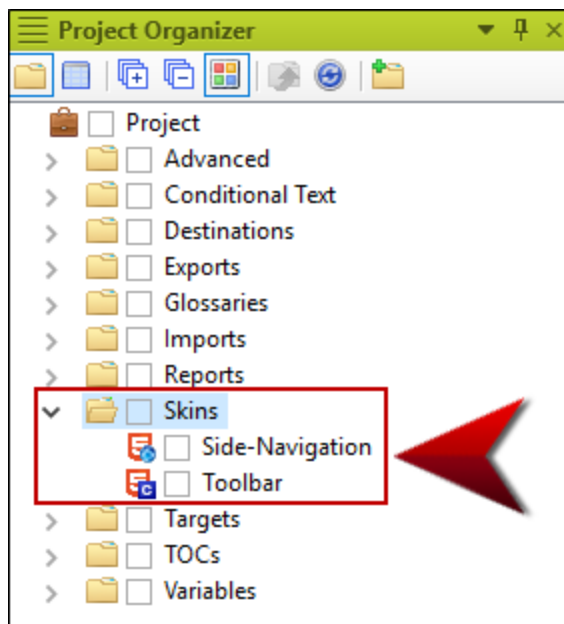 Project Organizer
Project
Advanced
Conditional Text
Destinations
Exports
Glossaries
Imports
Reports
Skins
Side-Navigation
C Toolbar
Targets
TOCs
Variables